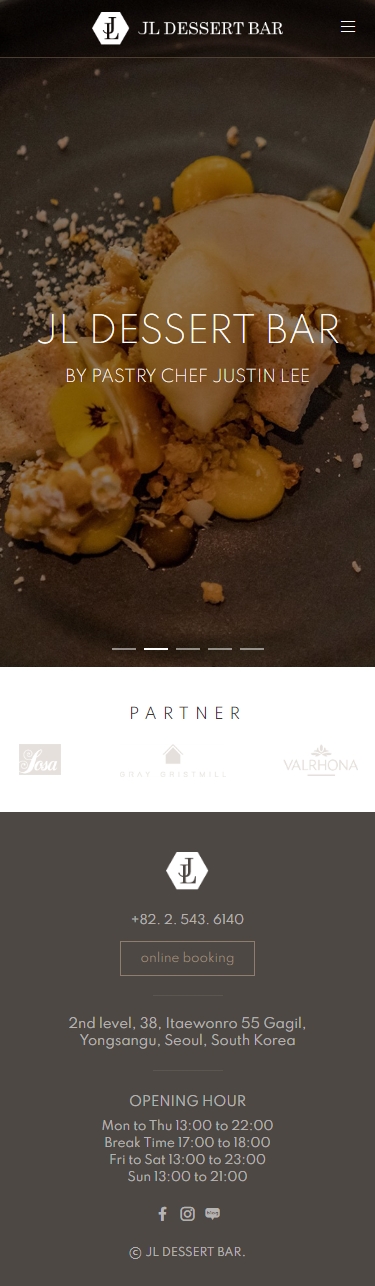 JL JL DESSERT BAR
JL DESSERT BAR
BY PASTRY CHEF JUSTIN LEE
PARTNER
Sosa
GRAY GRISTMILL
VALRHONA
JL
+82. 2. 543. 6140
online booking
2nd level, 38, Itaewonro 55 Gagil,
Yongsangu, Seoul, South Korea
OPENING HOUR
Mon to Thu 13:00 to 22:00
Break Time 17:00 to 18:00
Fri to Sat 13:00 to 23:00
Sun 13:00 to 21:00
© JL DESSERT BAR.